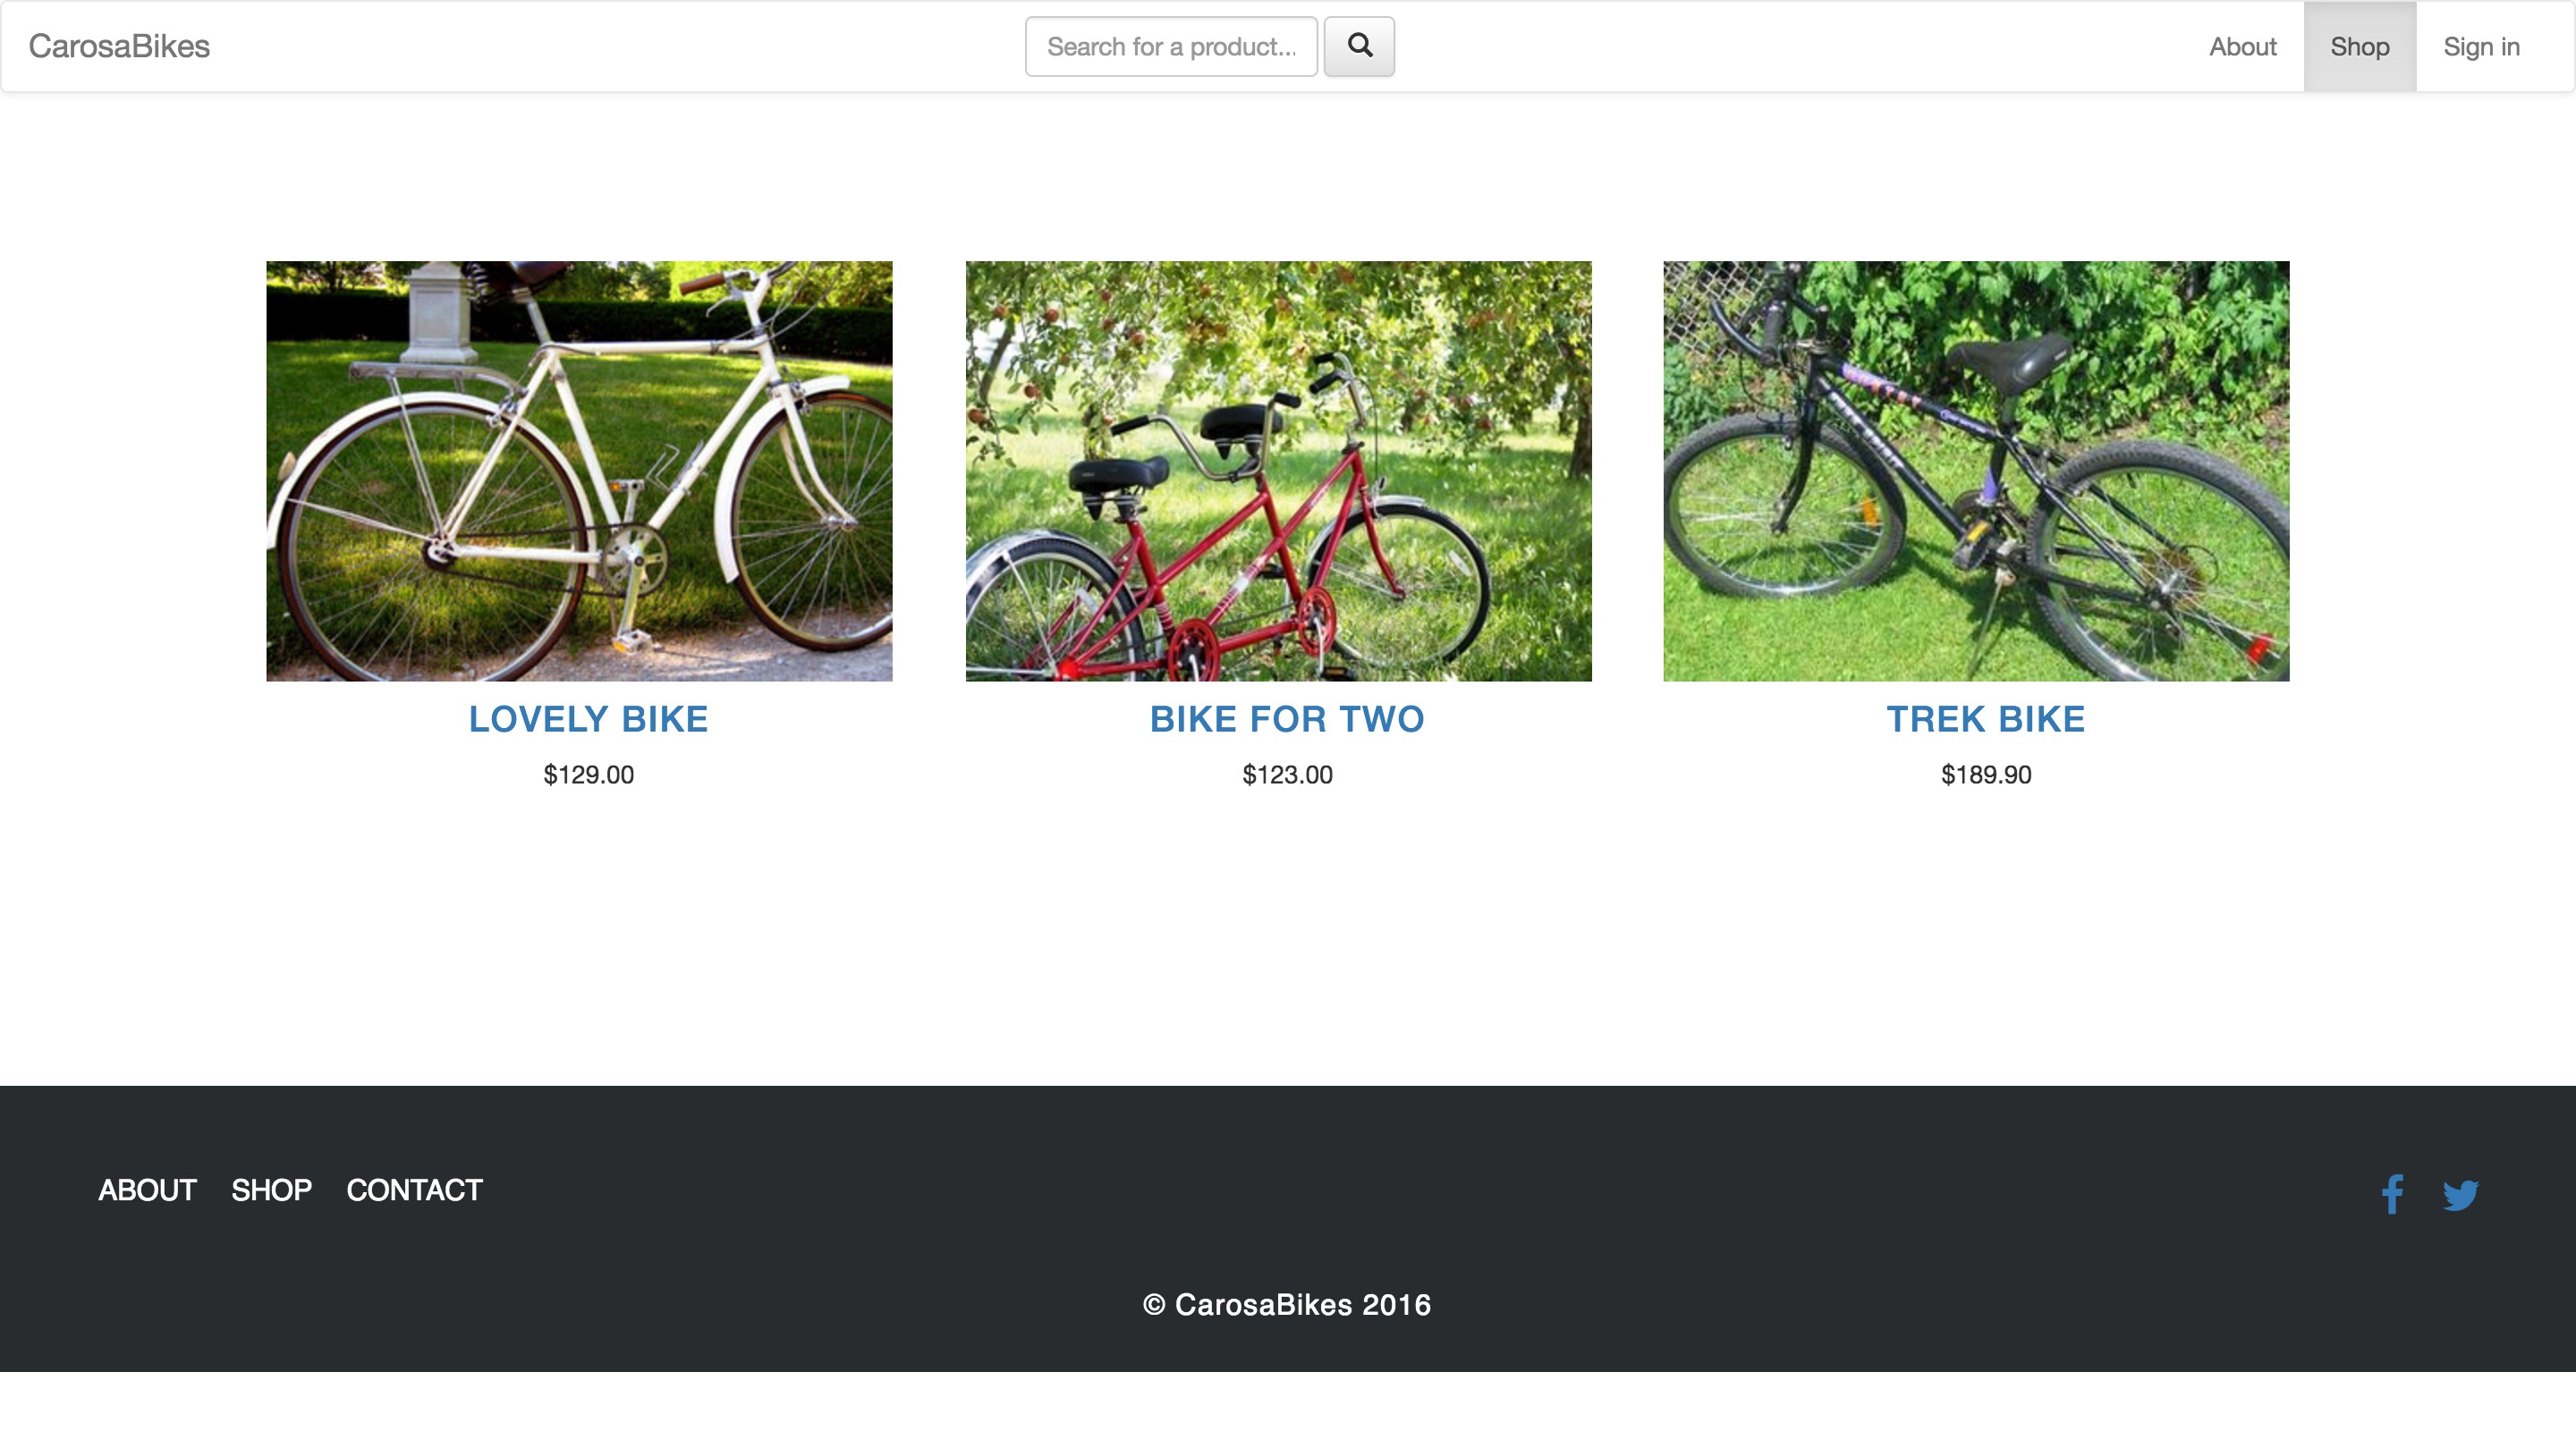 CarosaBikes
Search for a product...
About
Shop
Sign in
LOVELY BIKE
BIKE FOR TWO
TREK BIKE
$129.00
$123.00
$189.90
ABOUT
SHOP
CONTACT
© CarosaBikes 2016